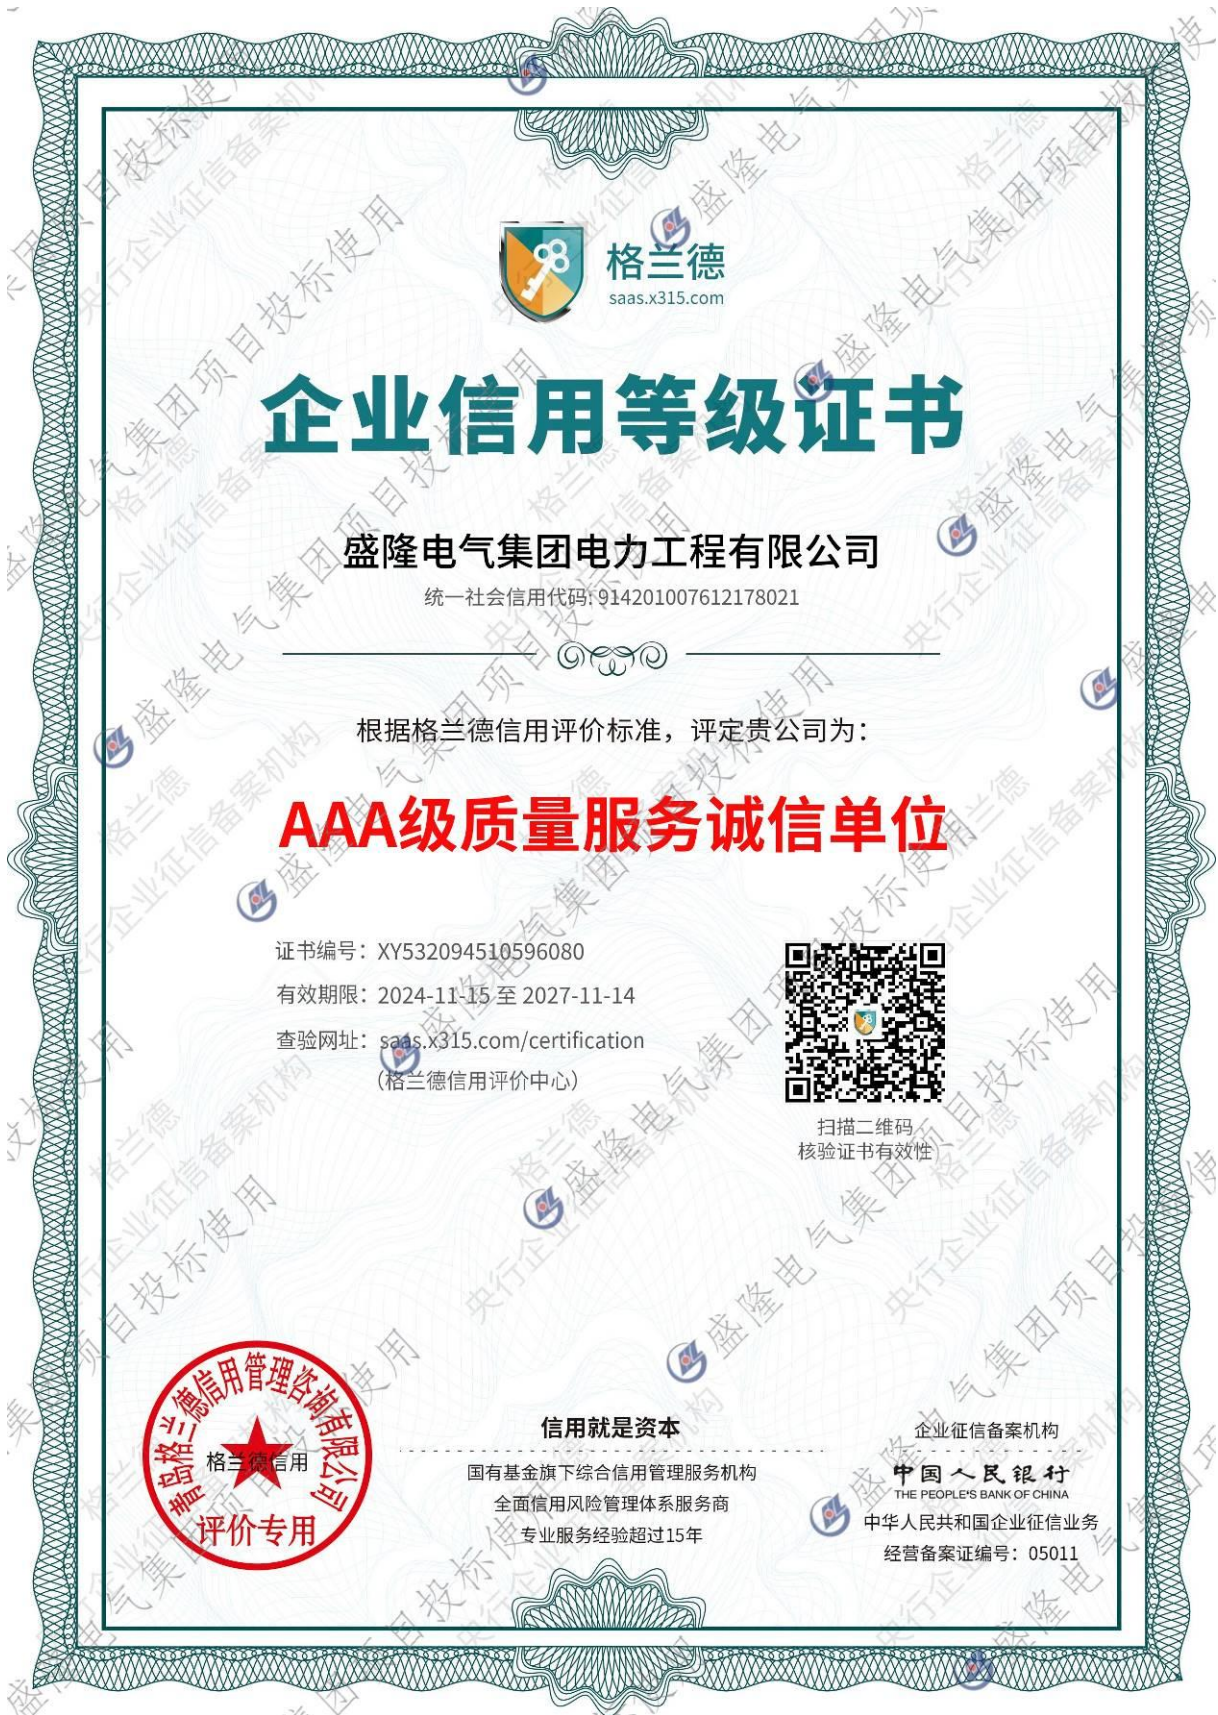 格兰德
saas.x315.com
企业信用等级证书
盛隆电气集团电力工程有限公司
统一社会信用代码: 914201007612178021
根据格兰德信用评价标准，评定贵公司为：
AAA级质量服务诚信单位
证书编号：XY532094510596080
有效期限：2024-11-15 至 2027-11-14
查验网址：saas.x315.com/certification
（格兰德信用评价中心）
扫描二维码
核验证书有效性
青岛格兰德信用管理咨询有限公司
格兰德信用
评价专用
信用就是资本
国有基金旗下综合信用管理服务机构
全面信用风险管理体系服务商
专业服务经验超过15年
企业征信备案机构
中国人民银行
THE PEOPLE'S BANK OF CHINA
中华人民共和国企业征信业务
经营备案证编号：05011
盛隆电气集团项目投标使用
格兰德
央行企业征信备案机构